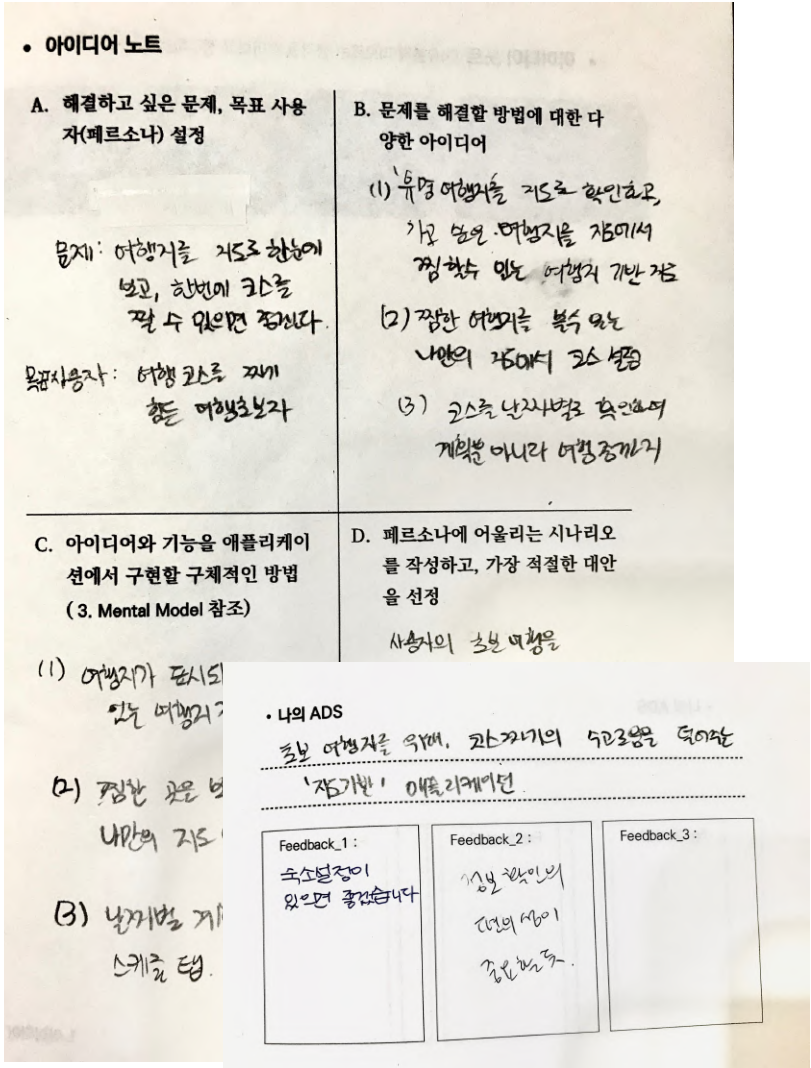 • 아이디어 노트
A. 해결하고 싶은 문제, 목표 사용
자(페르소나) 설정
문제: 여행지를 지도로 한눈에
보고, 한번에 코스를
짤 수 있으면 좋겠다.
목표사용자: 여행 코스를 짜기
힘든 여행초보자
B. 문제를 해결할 방법에 대한 다
양한 아이디어
(1) 유명 여행지를 지도로 확인하고,
가고 싶은 여행지를 지도에서
찜 할수 있는 여행지 기반 지도
(2) 찜한 여행지를 볼수 있는
나만의 지도에서 코스 설정
(3) 코스를 날짜별로 확인하여
계획뿐 아니라 여행중까지
C. 아이디어와 기능을 애플리케이
션에서 구현할 구체적인 방법
( 3. Mental Model 참조)
(1) 여행지가 표시되
있는 여행지 지
(2) 찜한 곳은
나만의 지도
(3) 날짜별 계
스케줄 탭.
D. 페르소나에 어울리는 시나리오
를 작성하고, 가장 적절한 대안
을 선정
사용자의 초보 여행을
• 나의 ADS
초보 여행자를 위해, 코스짜기의 수고로움을 덜어주는
'지도기반' 애플리케이션.
Feedback_1 :
숙소설정이
있으면 좋겠습니다
Feedback_2 :
정보 확인의
편의성이
중요할듯.
Feedback_3 :